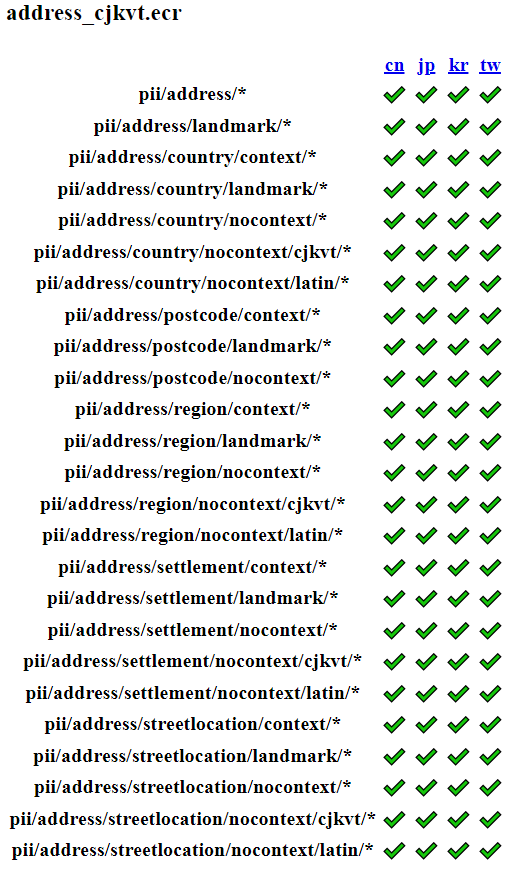 address_cjkvt.ecr
cn jp kr tw
pii/address/* ✓ ✓ ✓ ✓
pii/address/landmark/* ✓ ✓ ✓ ✓
pii/address/country/context/* ✓ ✓ ✓ ✓
pii/address/country/landmark/* ✓ ✓ ✓ ✓
pii/address/country/nocontext/* ✓ ✓ ✓ ✓
pii/address/country/nocontext/cjkvt/* ✓ ✓ ✓ ✓
pii/address/country/nocontext/latin/* ✓ ✓ ✓ ✓
pii/address/postcode/context/* ✓ ✓ ✓ ✓
pii/address/postcode/landmark/* ✓ ✓ ✓ ✓
pii/address/postcode/nocontext/* ✓ ✓ ✓ ✓
pii/address/region/context/* ✓ ✓ ✓ ✓
pii/address/region/landmark/* ✓ ✓ ✓ ✓
pii/address/region/nocontext/* ✓ ✓ ✓ ✓
pii/address/region/nocontext/cjkvt/* ✓ ✓ ✓ ✓
pii/address/region/nocontext/latin/* ✓ ✓ ✓ ✓
pii/address/settlement/context/* ✓ ✓ ✓ ✓
pii/address/settlement/landmark/* ✓ ✓ ✓ ✓
pii/address/settlement/nocontext/* ✓ ✓ ✓ ✓
pii/address/settlement/nocontext/cjkvt/* ✓ ✓ ✓ ✓
pii/address/settlement/nocontext/latin/* ✓ ✓ ✓ ✓
pii/address/streetlocation/context/* ✓ ✓ ✓ ✓
pii/address/streetlocation/landmark/* ✓ ✓ ✓ ✓
pii/address/streetlocation/nocontext/* ✓ ✓ ✓ ✓
pii/address/streetlocation/nocontext/cjkvt/* ✓ ✓ ✓ ✓
pii/address/streetlocation/nocontext/latin/* ✓ ✓ ✓ ✓